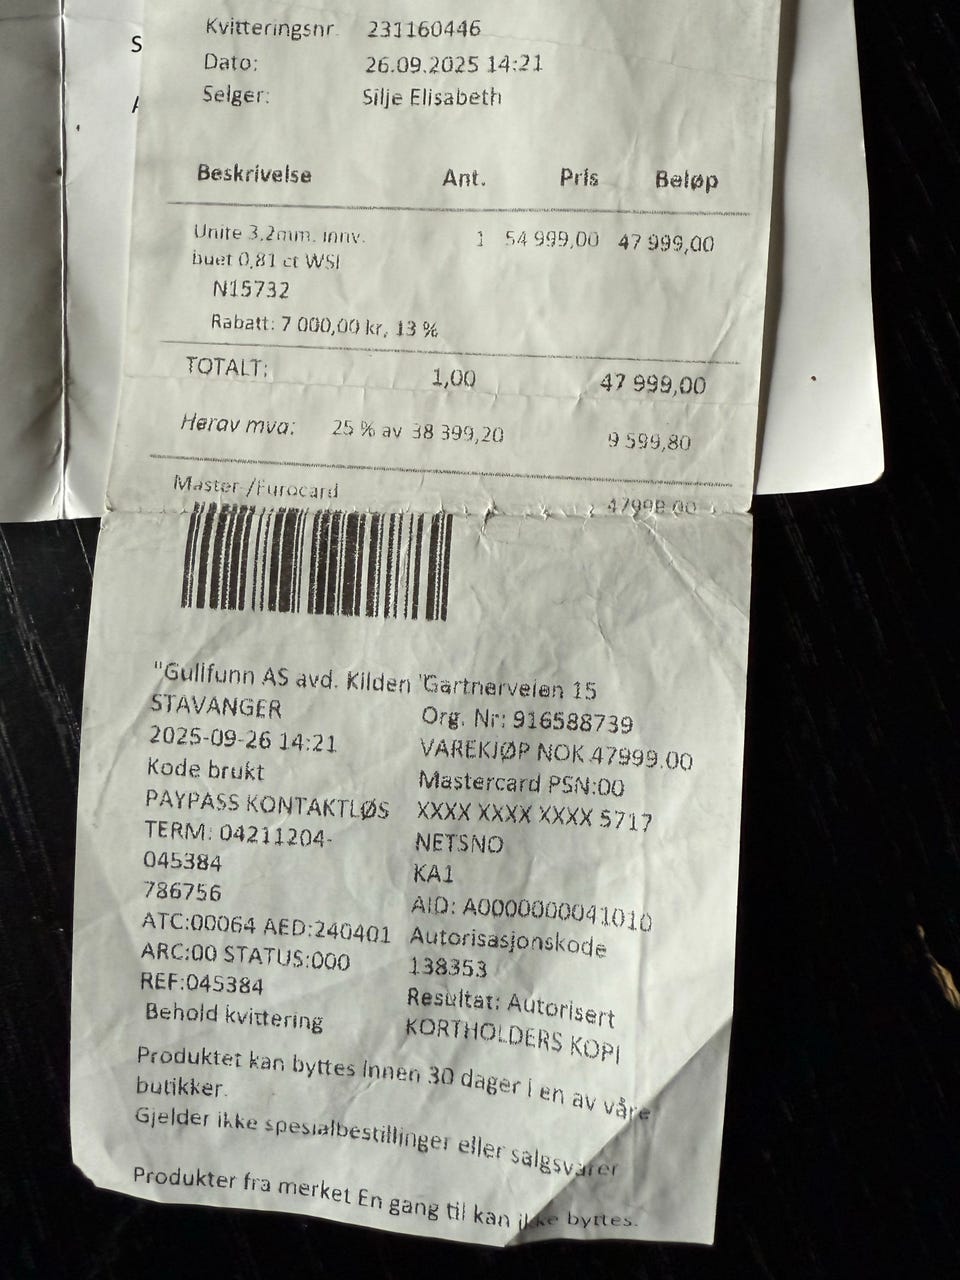 S
Kvitteringsnr 231160446
Dato: 26.09.2025 14:21
Selger: Silje Elisabeth
Beskrivelse Ant. Pris Beløp
Unite 3,2mm. innv. 1 54 999,00 47 999,00
buet 0,81 ct WSI
N15732
Rabatt: 7 000,00 kr, 13 %
TOTALT: 1,00 47 999,00
Herav mva: 25 % av 38 399,20 9 599,80
Master-/Eurocard 47999,00
"Gullfunn AS avd. Kilden 'Gartnerveien 15
STAVANGER Org. Nr: 916588739
2025-09-26 14:21 VAREKJØP NOK 47999.00
Kode brukt Mastercard PSN:00
PAYPASS KONTAKTLØS XXXX XXXX XXXX 5717
TERM: 04211204- NETSNO
045384 KA1
786756 AID: A0000000041010
ATC:00064 AED:240401 Autorisasjonskode
ARC:00 STATUS:000 138353
REF:045384 Resultat: Autorisert
Behold kvittering KORTHOLDERS KOPI
Produktet kan byttes innen 30 dager i en av våre
butikker.
Gjelder ikke spesialbestillinger eller salgsvarer
Produkter fra merket En gang til kan ikke byttes.